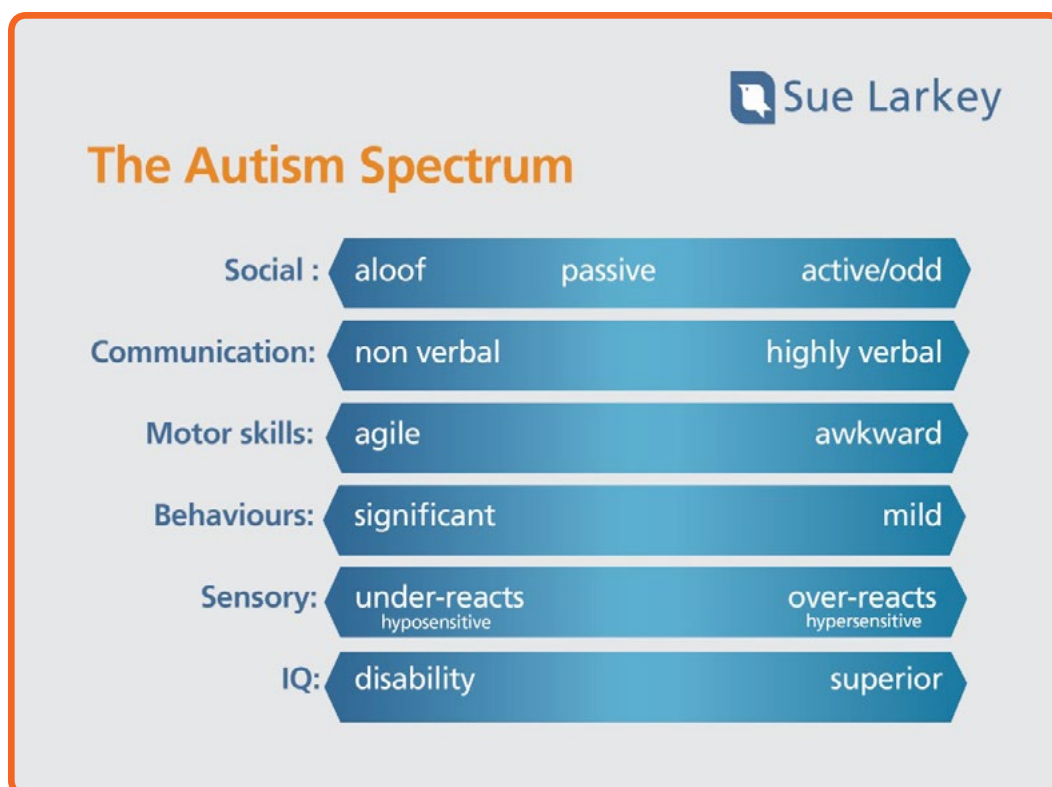 Sue Larkey
The Autism Spectrum
Social : aloof passive active/odd
Communication: non verbal highly verbal
Motor skills: agile awkward
Behaviours: significant mild
Sensory: under-reacts over-reacts
hyposensitive hypersensitive
IQ: disability superior